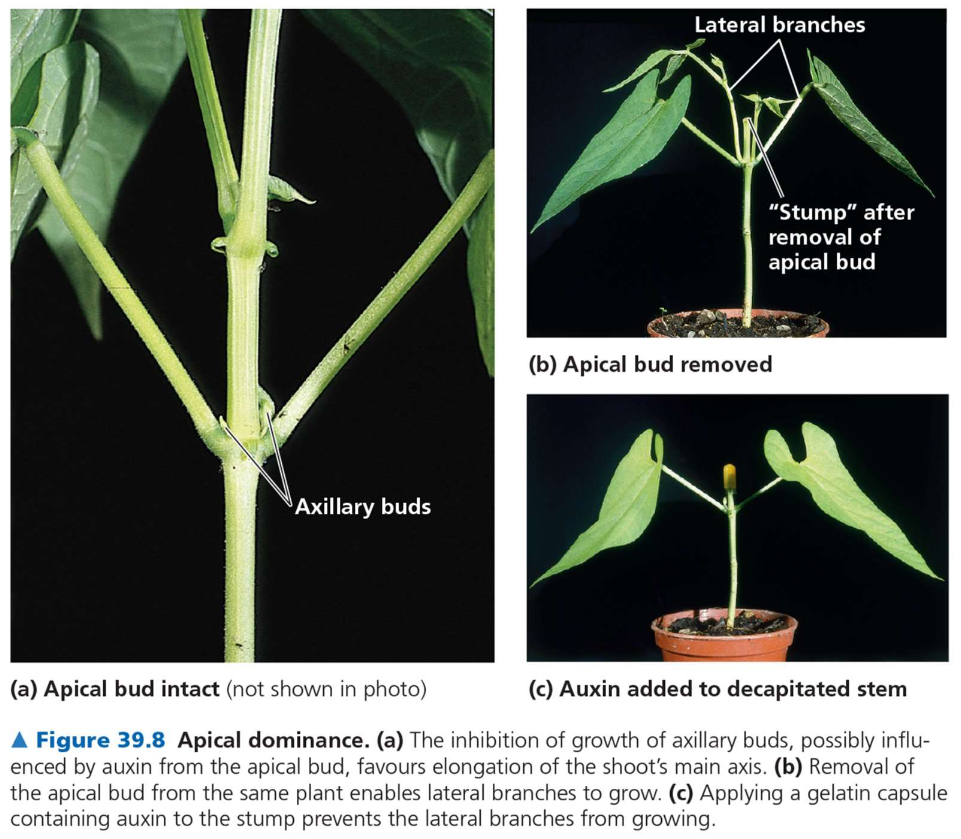 Axillary buds
(a) Apical bud intact (not shown in photo)
Lateral branches
“Stump” after
removal of
apical bud
(b) Apical bud removed
(c) Auxin added to decapitated stem
▲ Figure 39.8 Apical dominance. (a) The inhibition of growth of axillary buds, possibly influ-
enced by auxin from the apical bud, favours elongation of the shoot’s main axis. (b) Removal of
the apical bud from the same plant enables lateral branches to grow. (c) Applying a gelatin capsule
containing auxin to the stump prevents the lateral branches from growing.